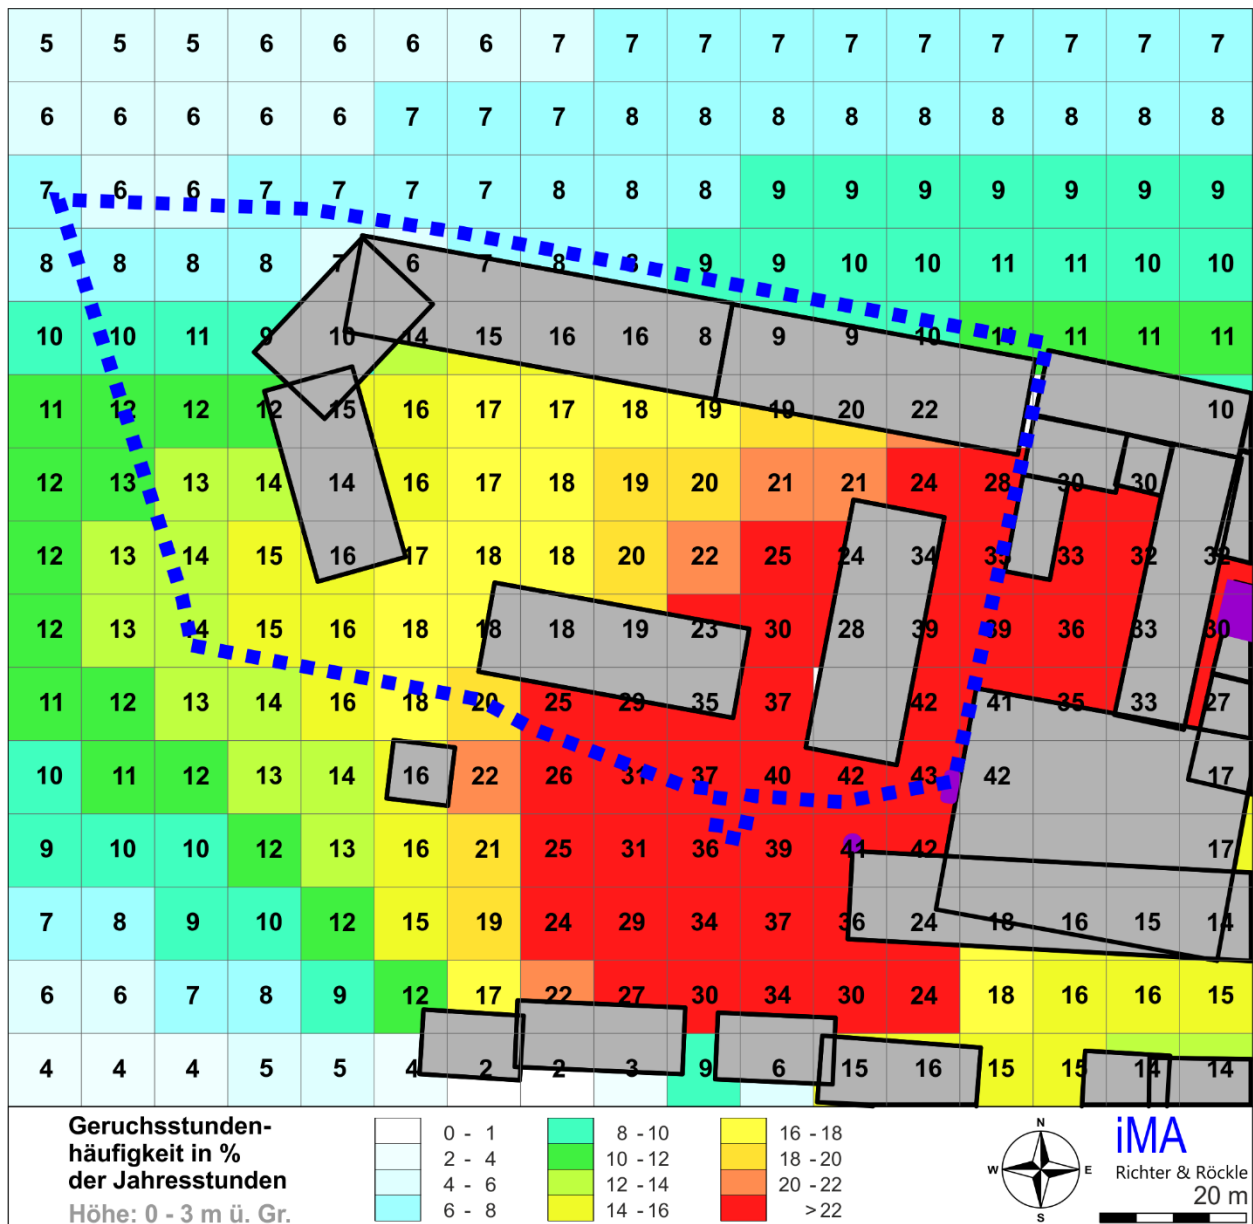 5 5 5 6 6 6 6 7 7 7 7 7 7 7 7 7 7
6 6 6 6 6 7 7 7 8 8 8 8 8 8 8 8 8
7 6 6 7 7 7 7 8 8 8 9 9 9 9 9 9 9
8 8 8 8 7 6 7 8 8 9 9 10 10 11 11 10 10
10 10 11 9 10 14 15 16 16 8 9 9 10 11 11 11 11
11 12 12 12 15 16 17 17 18 19 19 20 22 10
12 13 13 14 14 16 17 18 19 20 21 21 24 28 30 30
12 13 14 15 16 17 18 18 20 22 25 24 34 35 33 32 32
12 13 14 15 16 18 18 18 19 23 30 28 39 39 36 33 30
11 12 13 14 16 18 20 25 29 35 37 42 41 35 33 27
10 11 12 13 14 16 22 26 31 37 40 42 43 42 17
9 10 10 12 13 16 21 25 31 36 39 41 42 17
7 8 9 10 12 15 19 24 29 34 37 36 24 18 16 15 14
6 6 7 8 9 12 17 22 27 30 34 30 24 18 16 16 15
4 4 4 5 5 4 2 2 3 9 6 15 16 15 15 14 14
Geruchsstunden-
häufigkeit in %
der Jahresstunden
Höhe: 0 - 3 m ü. Gr.
0 - 1
2 - 4
4 - 6
6 - 8
8 - 10
10 - 12
12 - 14
14 - 16
16 - 18
18 - 20
20 - 22
>22
N
W E
S
iMA
Richter & Röckle
20 m